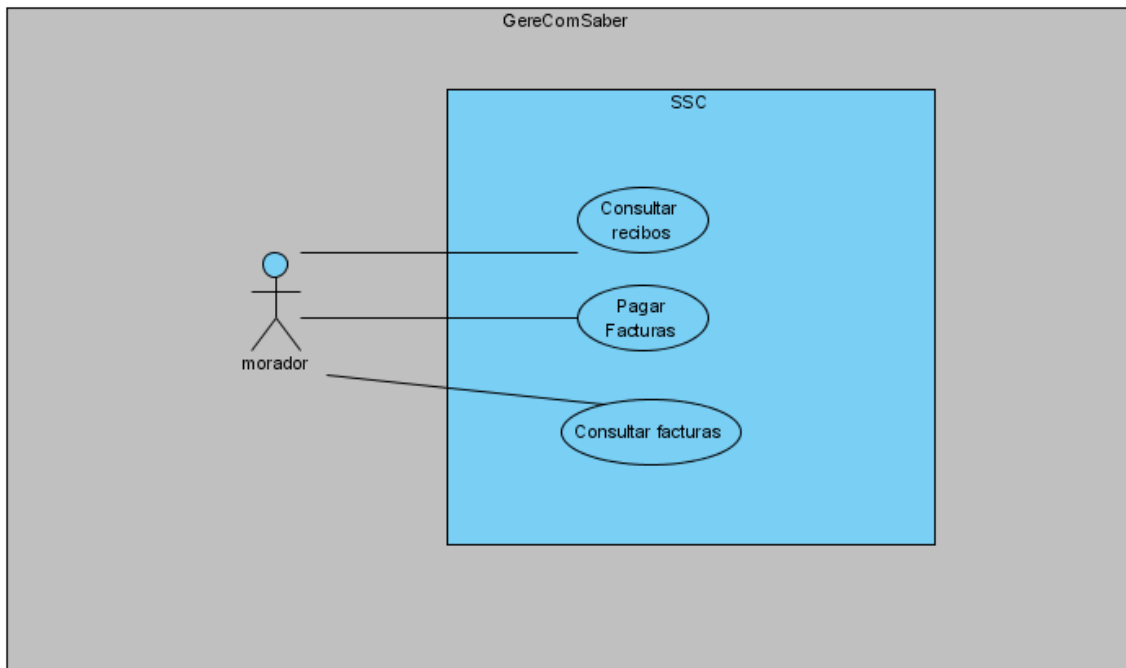 GereComSaber
SSC
Consultar
recibos
Pagar
Facturas
morador
Consultar facturas